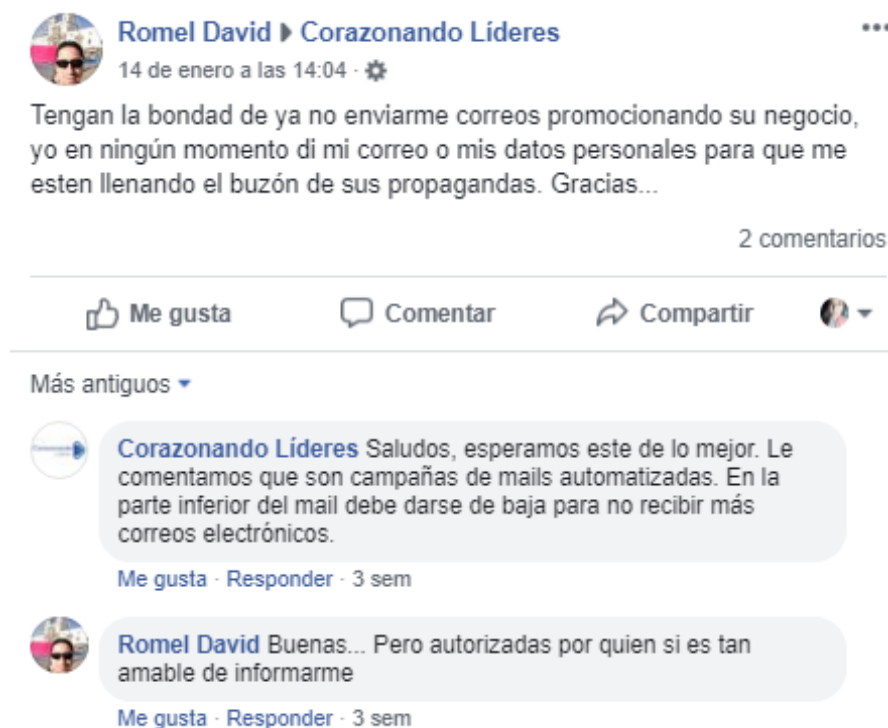 Romel David ▶ Corazonando Líderes
14 de enero a las 14:04 ·
Tengan la bondad de ya no enviarme correos promocionando su negocio,
yo en ningún momento di mi correo o mis datos personales para que me
esten llenando el buzón de sus propagandas. Gracias...
2 comentarios
Me gusta Comentar Compartir
Más antiguos
Corazonando Líderes Saludos, esperamos este de lo mejor. Le
comentamos que son campañas de mails automatizadas. En la
parte inferior del mail debe darse de baja para no recibir más
correos electrónicos.
Me gusta · Responder · 3 sem
Romel David Buenas... Pero autorizadas por quien si es tan
amable de informarme
Me gusta · Responder · 3 sem